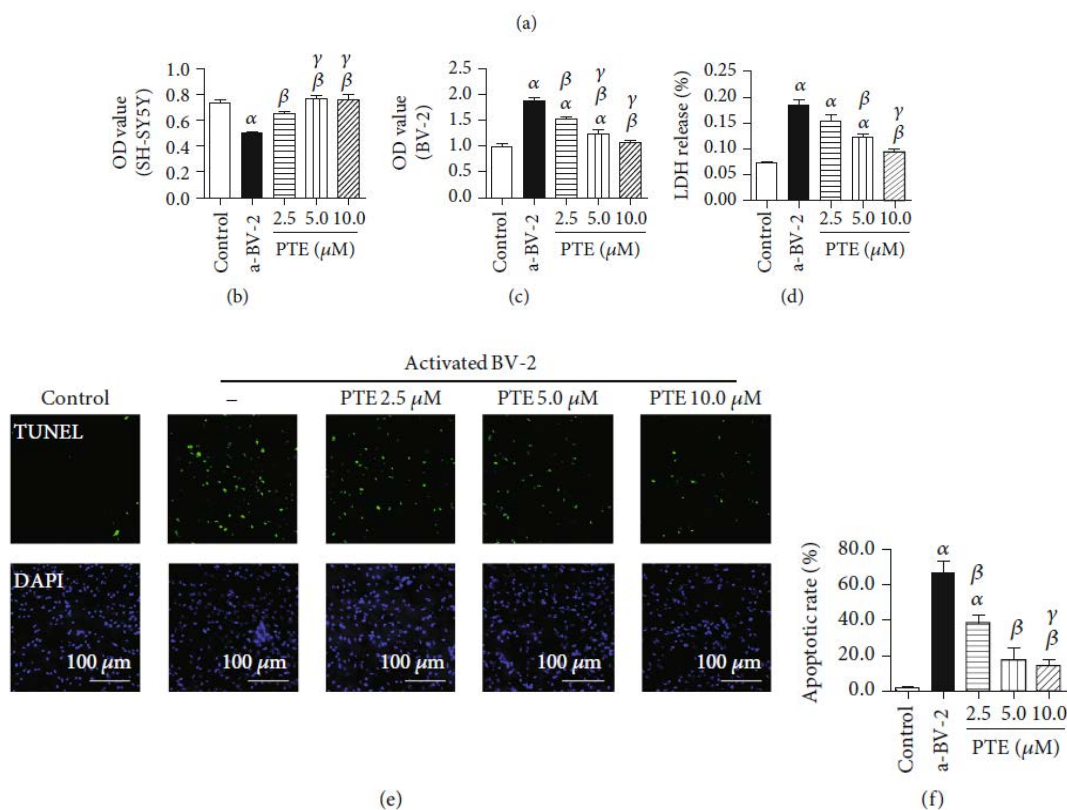 (a)
OD value
(SH-SY5Y)
1.0
0.8
0.6
0.4
0.2
0.0
α
β
γ
β
γ
β
Control
a-BV-2
2.5 5.0 10.0
PTE (μM)
(b)
OD value
(BV-2)
2.5
2.0
1.5
1.0
0.5
0.0
α
β
α
γ
β
α
γ
β
Control
a-BV-2
2.5 5.0 10.0
PTE (μM)
(c)
LDH release (%)
0.25
0.20
0.15
0.10
0.05
0.00
α
α
β
α
γ
β
Control
a-BV-2
2.5 5.0 10.0
PTE (μM)
(d)
Activated BV-2
Control – PTE 2.5 μM PTE 5.0 μM PTE 10.0 μM
TUNEL
DAPI
100 μm 100 μm 100 μm 100 μm 100 μm
(e)
Apoptotic rate (%)
80.0
60.0
40.0
20.0
0.0
α
β
α
β
γ
β
Control
a-BV-2
2.5 5.0 10.0
PTE (μM)
(f)